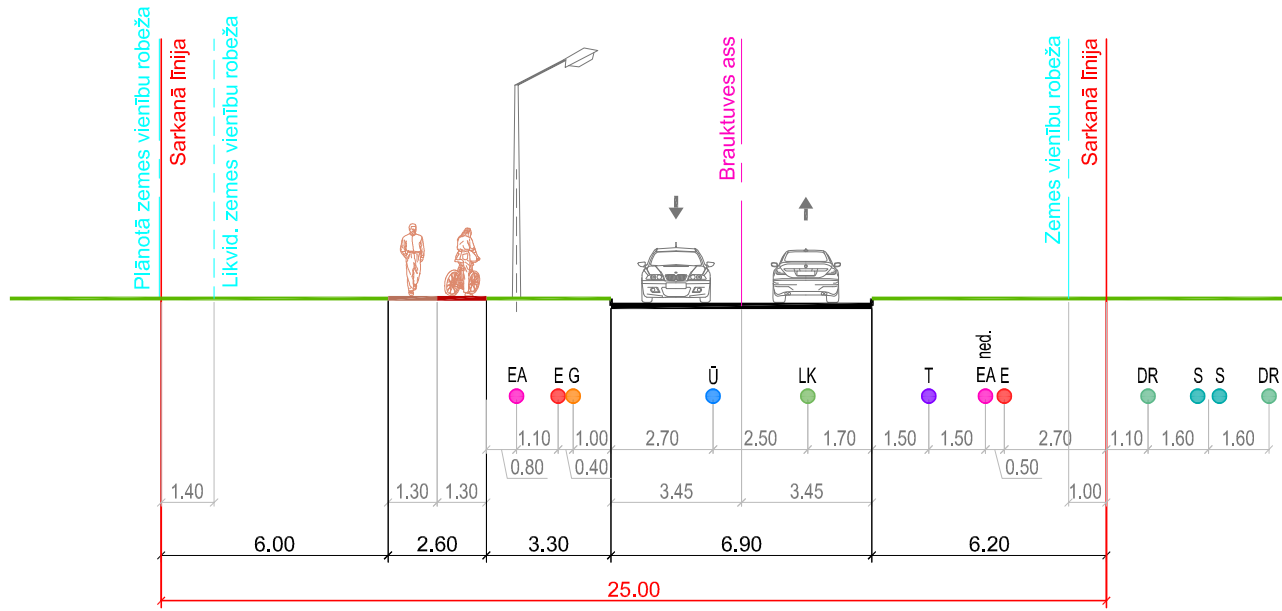 Plānotā zemes vienību robeža
Sarkanā līnija
Likvid. zemes vienību robeža
Brauktuves ass
Zemes vienību robeža
Sarkanā līnija
EA
E
G
Ū
LK
T
EA
ned.
E
DR
S
S
DR
1.10
1.00
2.70
2.50
1.70
1.50
1.50
2.70
1.10
1.60
1.60
0.80
0.40
0.50
1.40
1.30
1.30
3.45
3.45
1.00
6.00
2.60
3.30
6.90
6.20
25.00